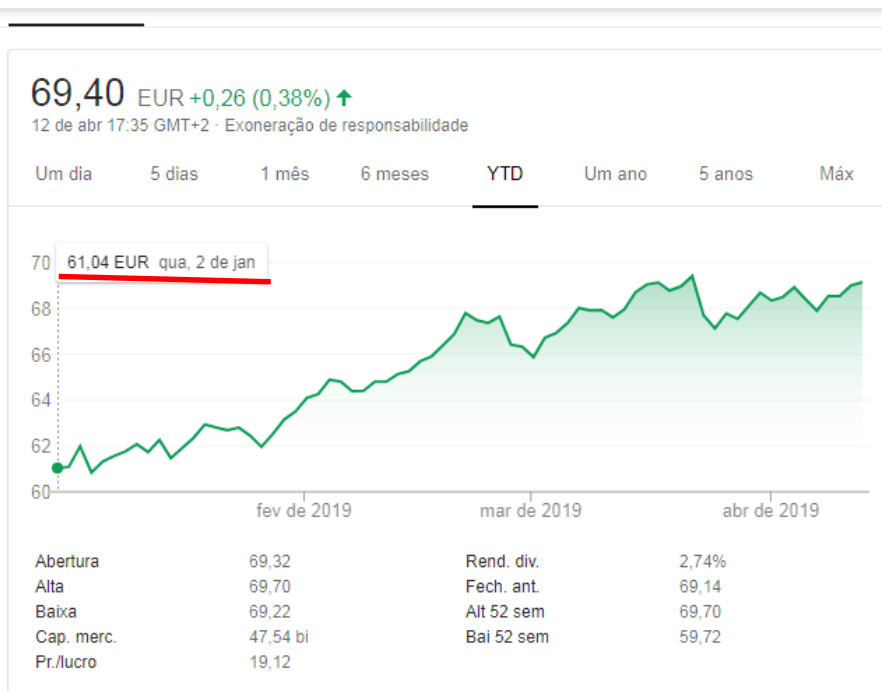 69,40 EUR +0,26 (0,38%) ↑
12 de abr 17:35 GMT+2 · Exoneração de responsabilidade
Um dia 5 dias 1 mês 6 meses YTD Um ano 5 anos Máx
61,04 EUR qua, 2 de jan
70
68
66
64
62
60
fev de 2019 mar de 2019 abr de 2019
Abertura 69,32 Rend. div. 2,74%
Alta 69,70 Fech. ant. 69,14
Baixa 69,22 Alt 52 sem 69,70
Cap. merc. 47,54 bi Bai 52 sem 59,72
Pr./lucro 19,12